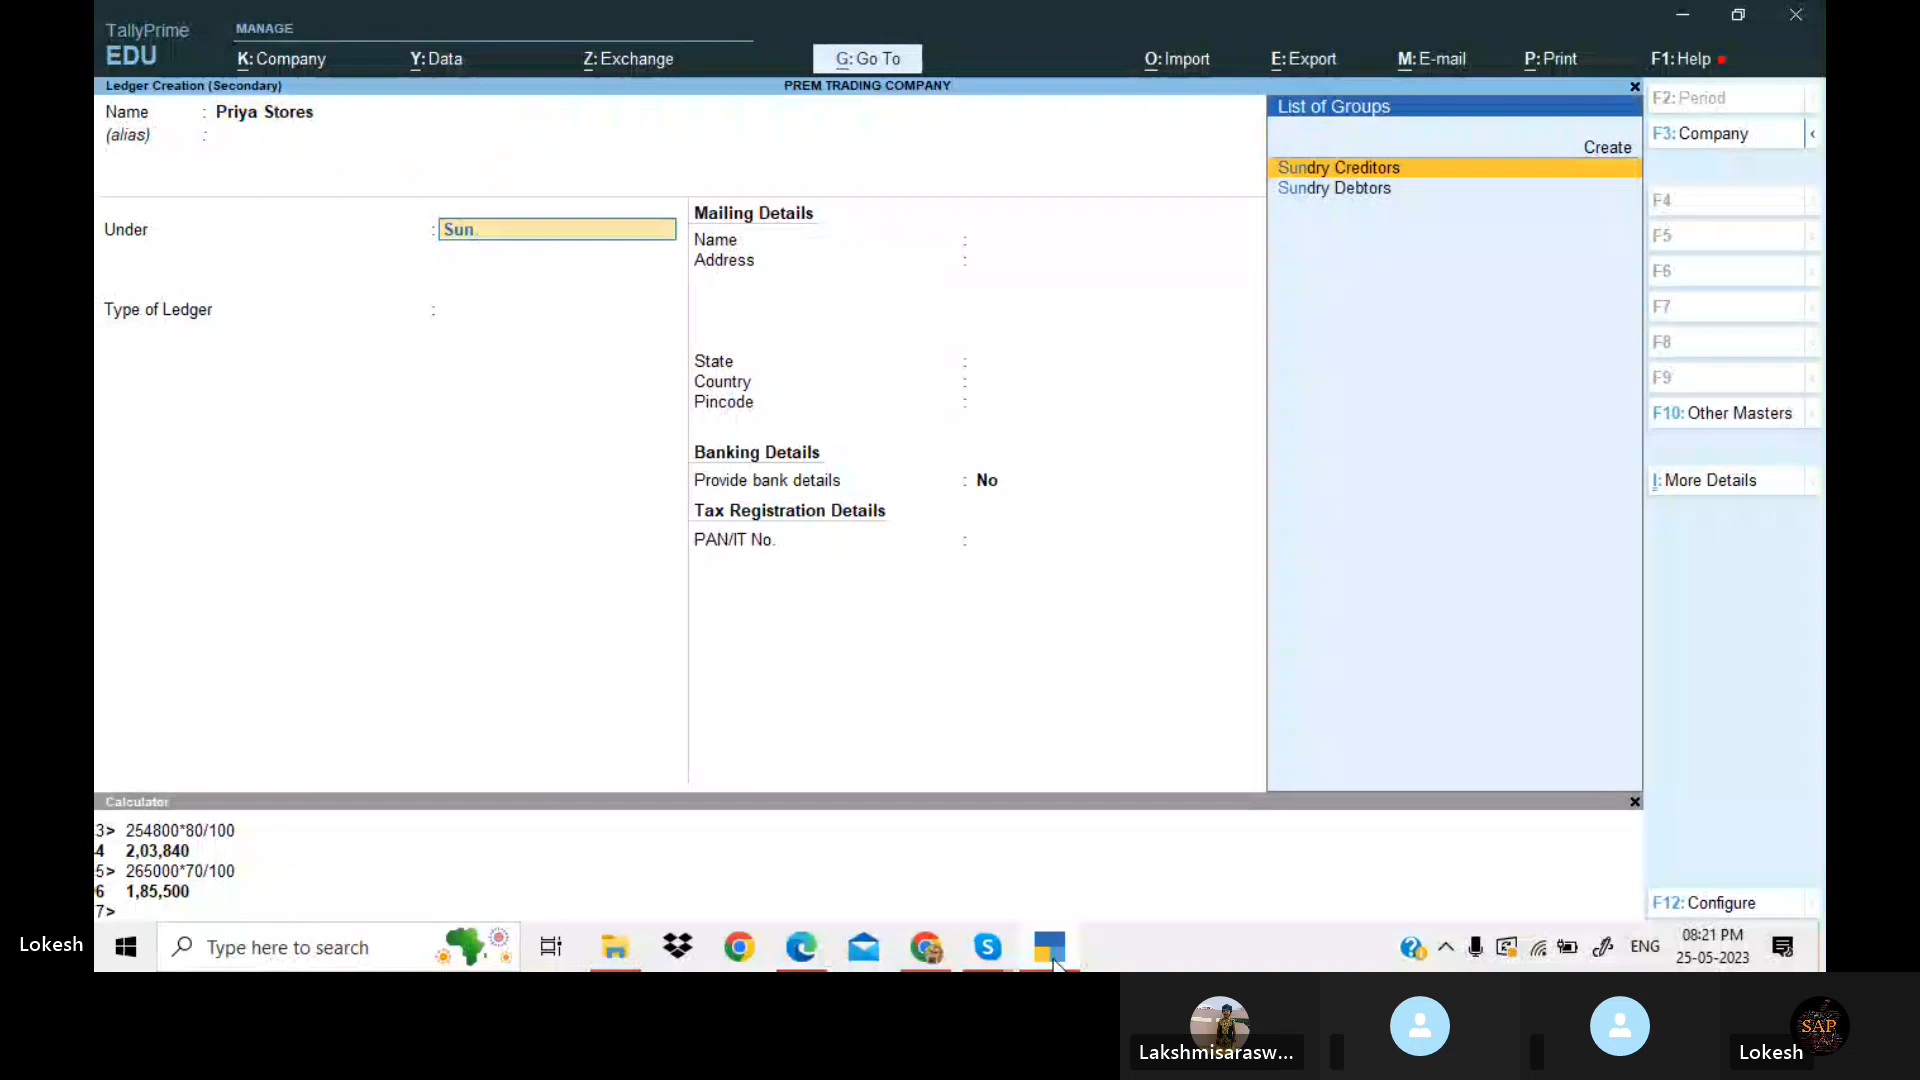 TallyPrime
EDU
MANAGE
K: Company
Y: Data
Z: Exchange
G: Go To
O: Import
E: Export
M: E-mail
P: Print
F1: Help
Ledger Creation (Secondary)
PREM TRADING COMPANY
Name : Priya Stores
(alias) :
Under : Sun
Type of Ledger :
Mailing Details
Name :
Address :
State :
Country :
Pincode :
Banking Details
Provide bank details : No
Tax Registration Details
PAN/IT No. :
List of Groups
Create
Sundry Creditors
Sundry Debtors
F2: Period
F3: Company
F4
F5
F6
F7
F8
F9
F10: Other Masters
I: More Details
F12: Configure
Calculator
3> 254800*80/100
4 2,03,840
5> 265000*70/100
6 1,85,500
7>
Lokesh
Type here to search
ENG
08:21 PM
25-05-2023
Lakshmisarasw...
SAP
Lokesh